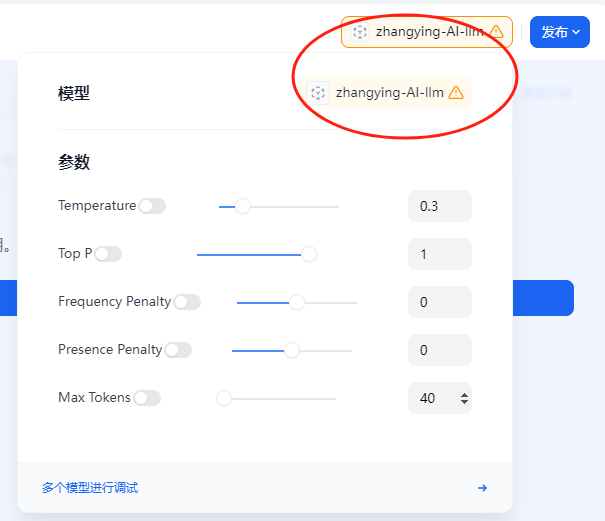 zhangying-AI-llm
发布
模型
zhangying-AI-llm
参数
Temperature
0.3
Top P
1
Frequency Penalty
0
Presence Penalty
0
Max Tokens
40
多个模型进行调试